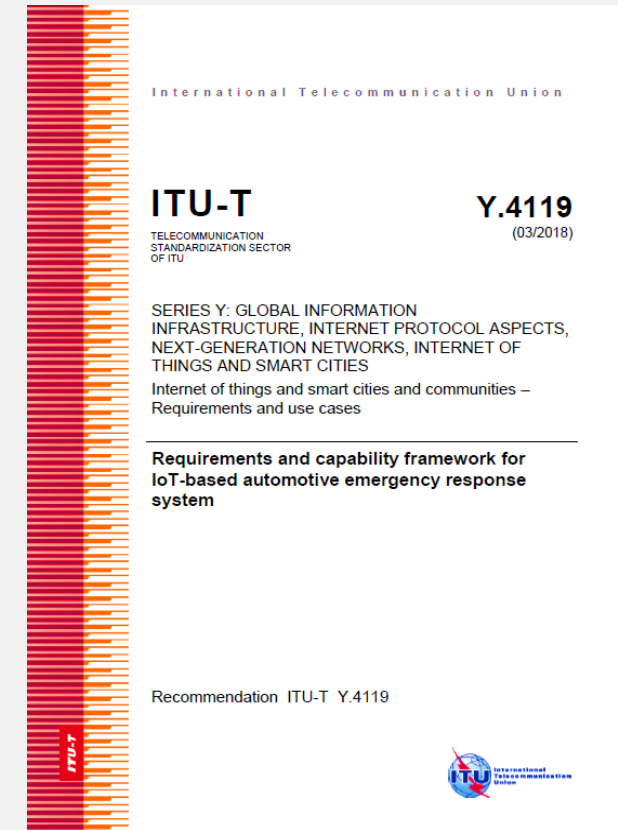 International Telecommunication Union
ITU-T
Y.4119
TELECOMMUNICATION
STANDARDIZATION SECTOR
OF ITU
(03/2018)
SERIES Y: GLOBAL INFORMATION
INFRASTRUCTURE, INTERNET PROTOCOL ASPECTS,
NEXT-GENERATION NETWORKS, INTERNET OF
THINGS AND SMART CITIES
Internet of things and smart cities and communities –
Requirements and use cases
Requirements and capability framework for
IoT-based automotive emergency response
system
Recommendation ITU-T Y.4119
ITU-T
ITU
International
Telecommunication
Union